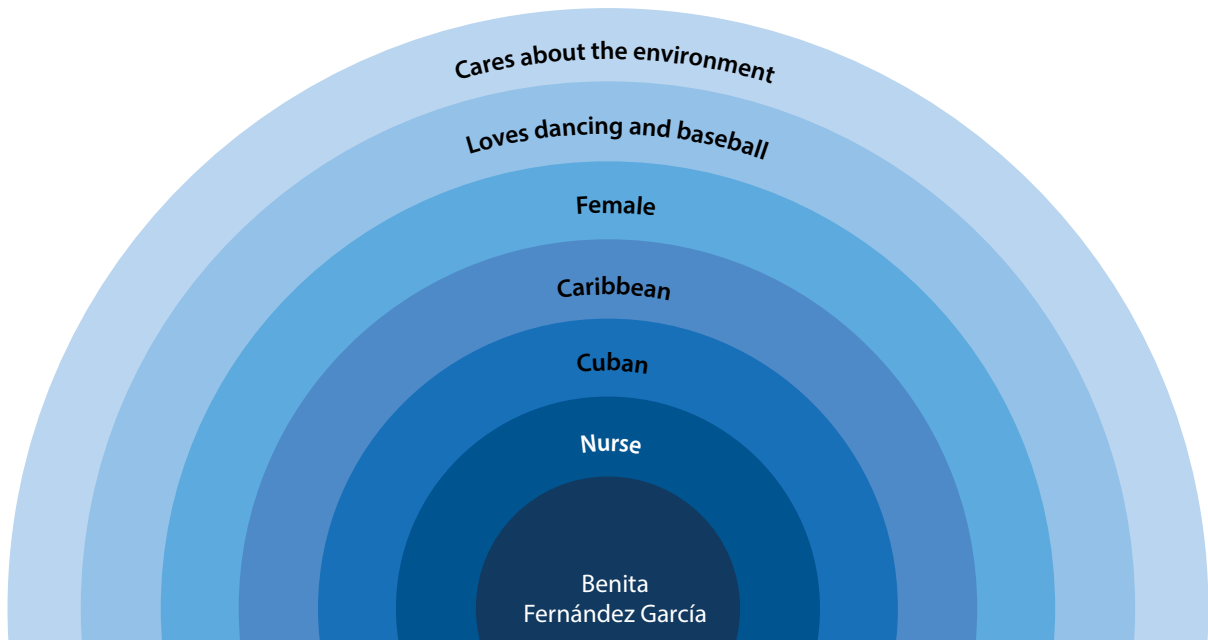 Cares about the environment
Loves dancing and baseball
Female
Caribbean
Cuban
Nurse
Benita
Fernández García